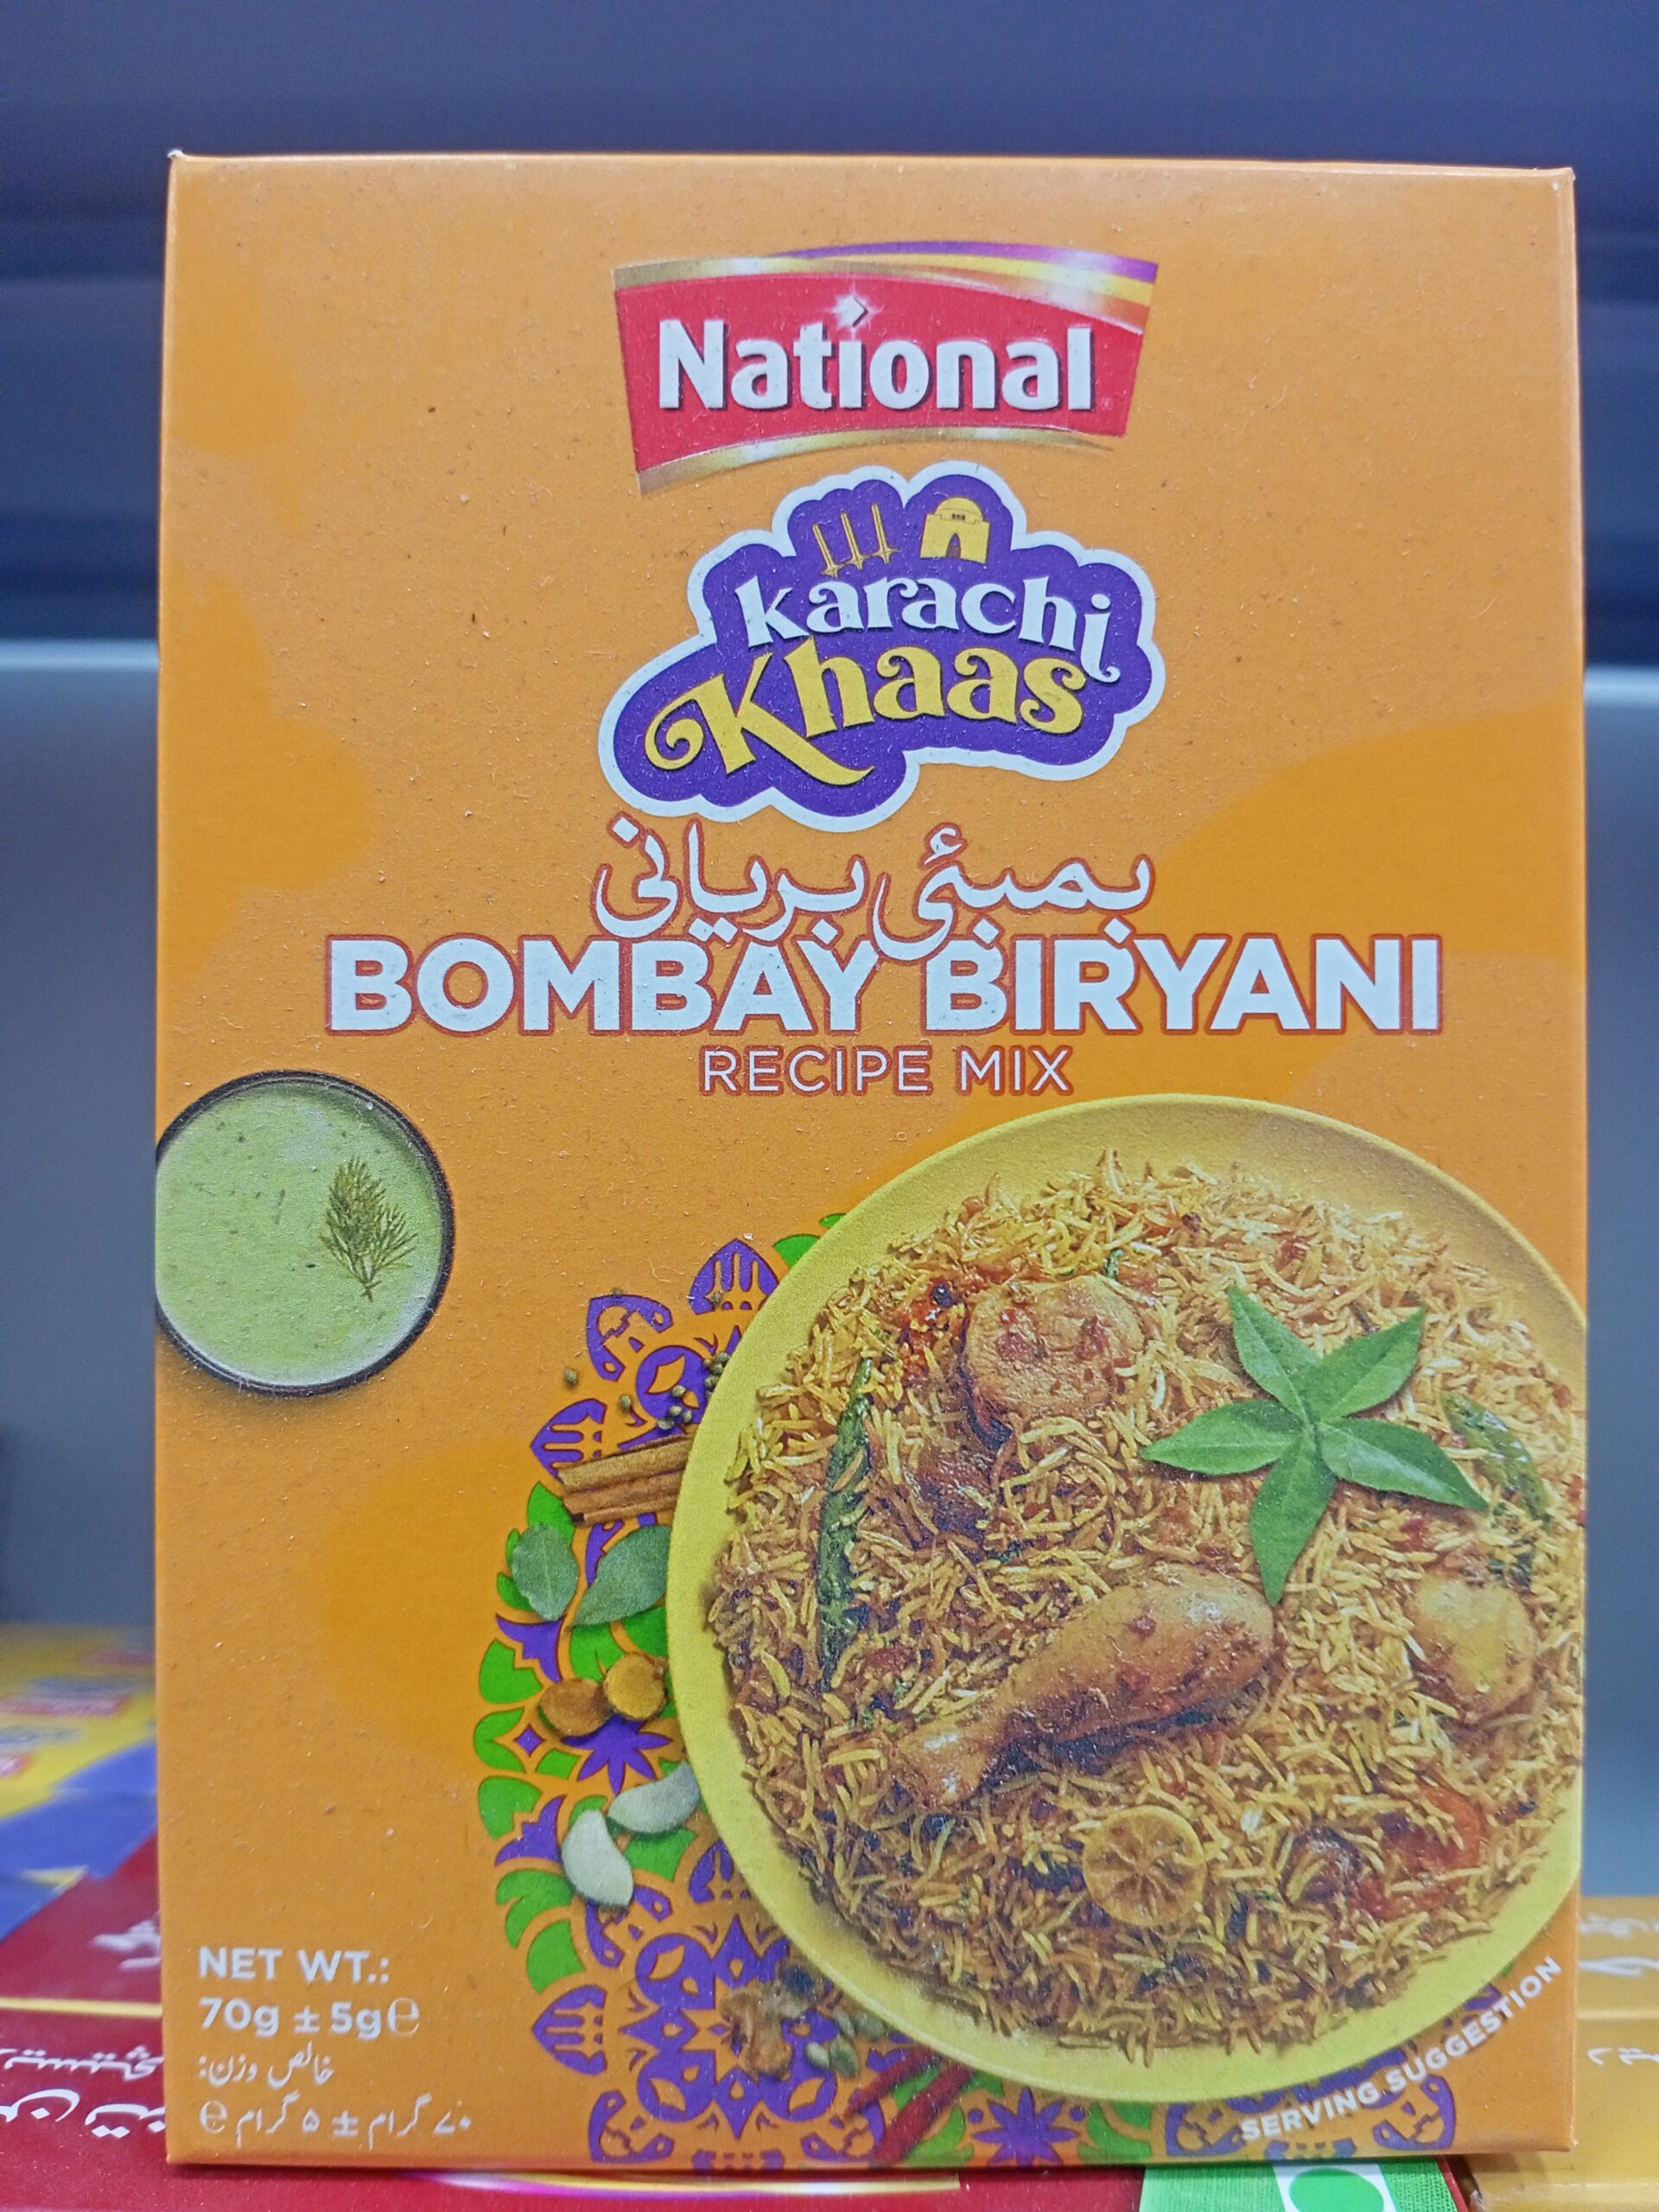 National
Karachi
Khaas
بمبئی بریانی
BOMBAY BIRYANI
RECIPE MIX
NET WT.:
70g ± 5g ℮
خالص وزن:
۷۰ گرام ± ۵ گرام ℮
SERVING SUGGESTION